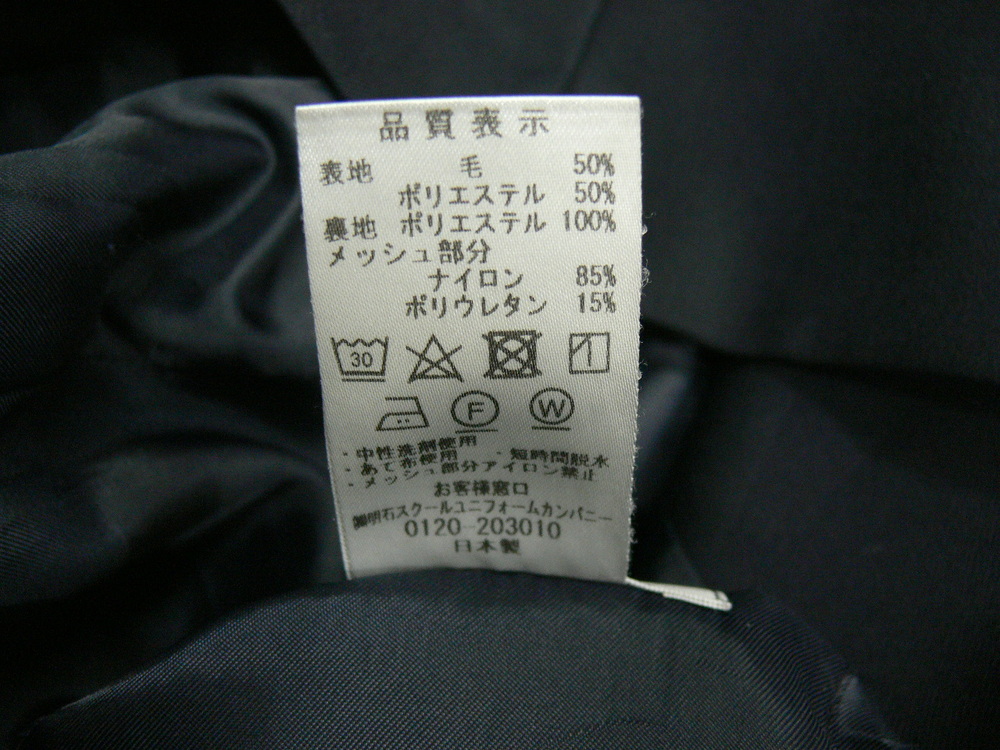 品質表示
表地 毛 50%
ポリエステル 50%
裏地 ポリエステル 100%
メッシュ部分
ナイロン 85%
ポリウレタン 15%
30
F W
・中性洗剤使用
・あて布使用 ・短時間脱水
・メッシュ部分アイロン禁止
お客様窓口
㈱明石スクールユニフォームカンパニー
0120-203010
日本製